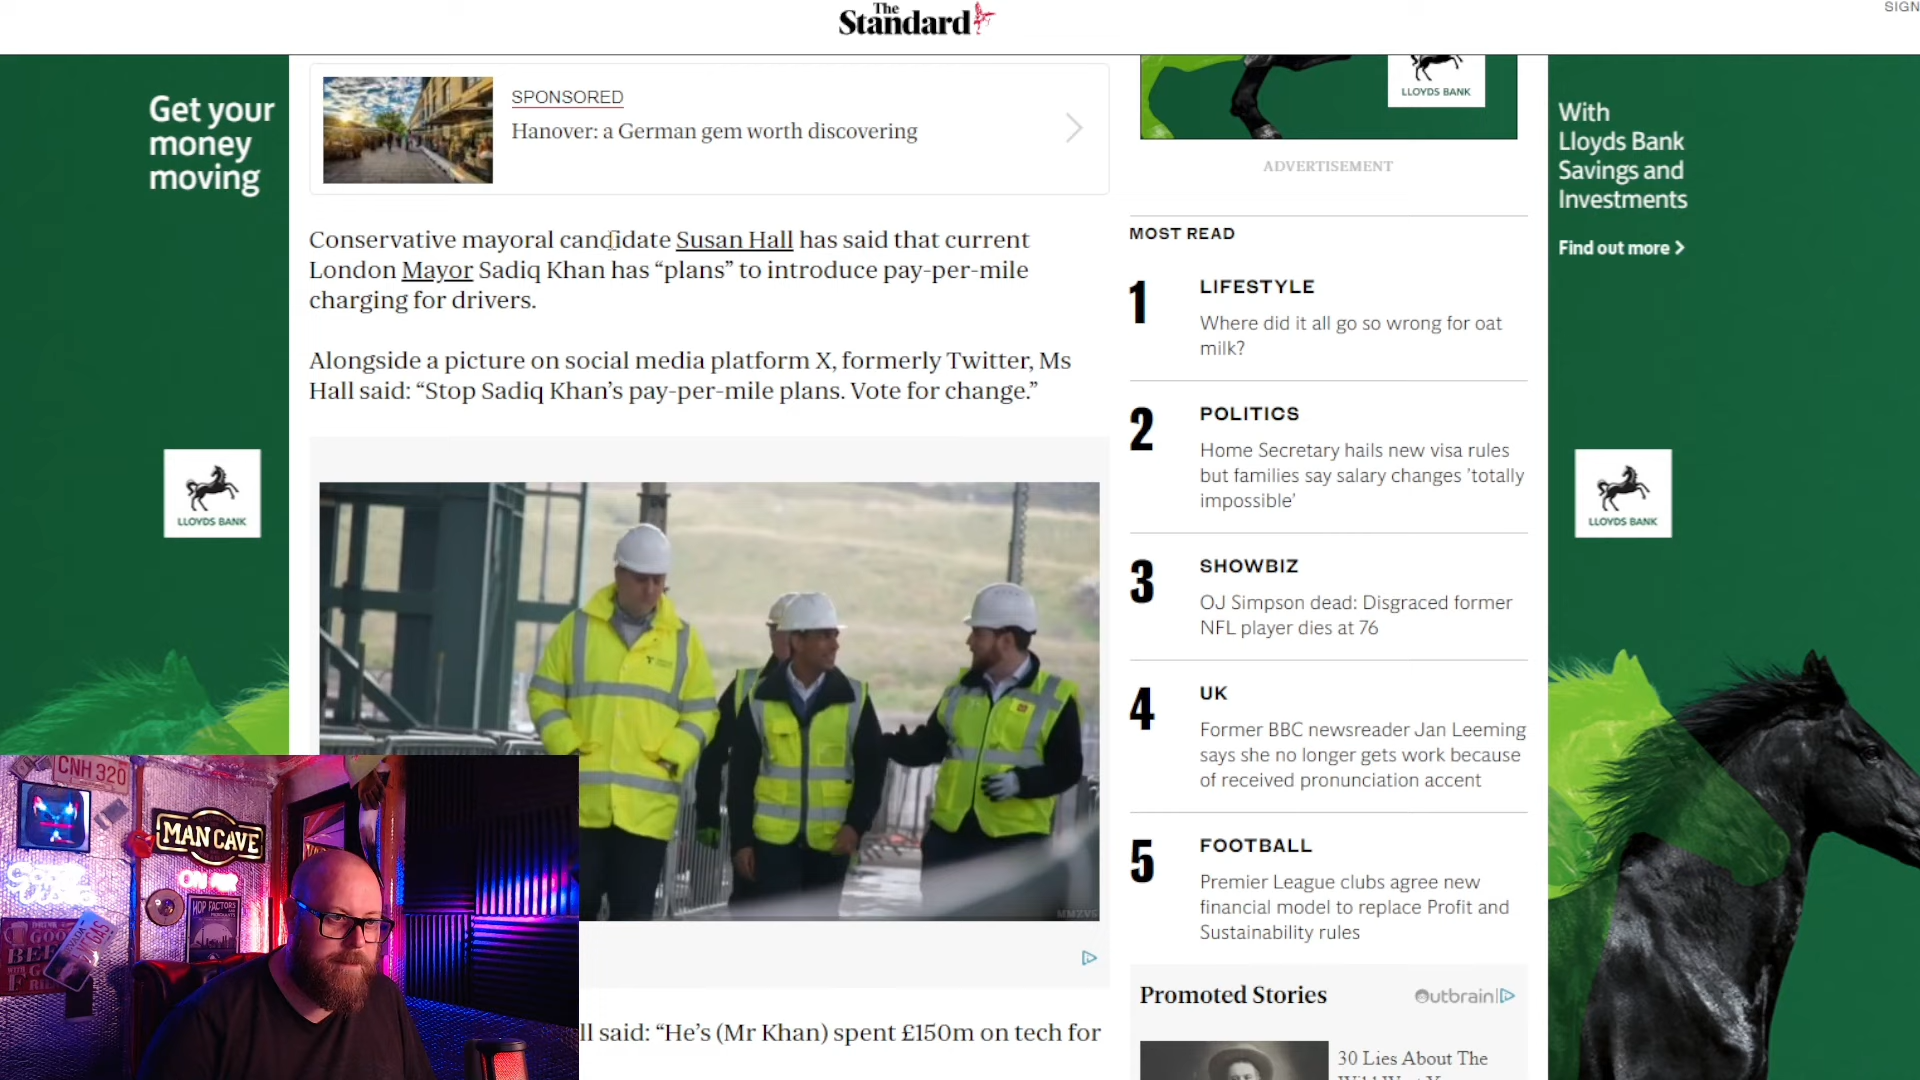 The
Standard
SIGN
Get your
money
moving
LLOYDS BANK
SPONSORED
Hanover: a German gem worth discovering
Conservative mayoral candidate Susan Hall has said that current
London Mayor Sadiq Khan has “plans” to introduce pay-per-mile
charging for drivers.
Alongside a picture on social media platform X, formerly Twitter, Ms
Hall said: “Stop Sadiq Khan’s pay-per-mile plans. Vote for change.”
ll said: “He’s (Mr Khan) spent £150m on tech for
LLOYDS BANK
ADVERTISEMENT
MOST READ
1
LIFESTYLE
Where did it all go so wrong for oat
milk?
2
POLITICS
Home Secretary hails new visa rules
but families say salary changes ‘totally
impossible’
3
SHOWBIZ
OJ Simpson dead: Disgraced former
NFL player dies at 76
4
UK
Former BBC newsreader Jan Leeming
says she no longer gets work because
of received pronunciation accent
5
FOOTBALL
Premier League clubs agree new
financial model to replace Profit and
Sustainability rules
Promoted Stories
Outbrain
30 Lies About The
With
Lloyds Bank
Savings and
Investments
Find out more
LLOYDS BANK
CNH 320
MAN CAVE
ON AIR
HOP FACTORS
NEVADA
GAS